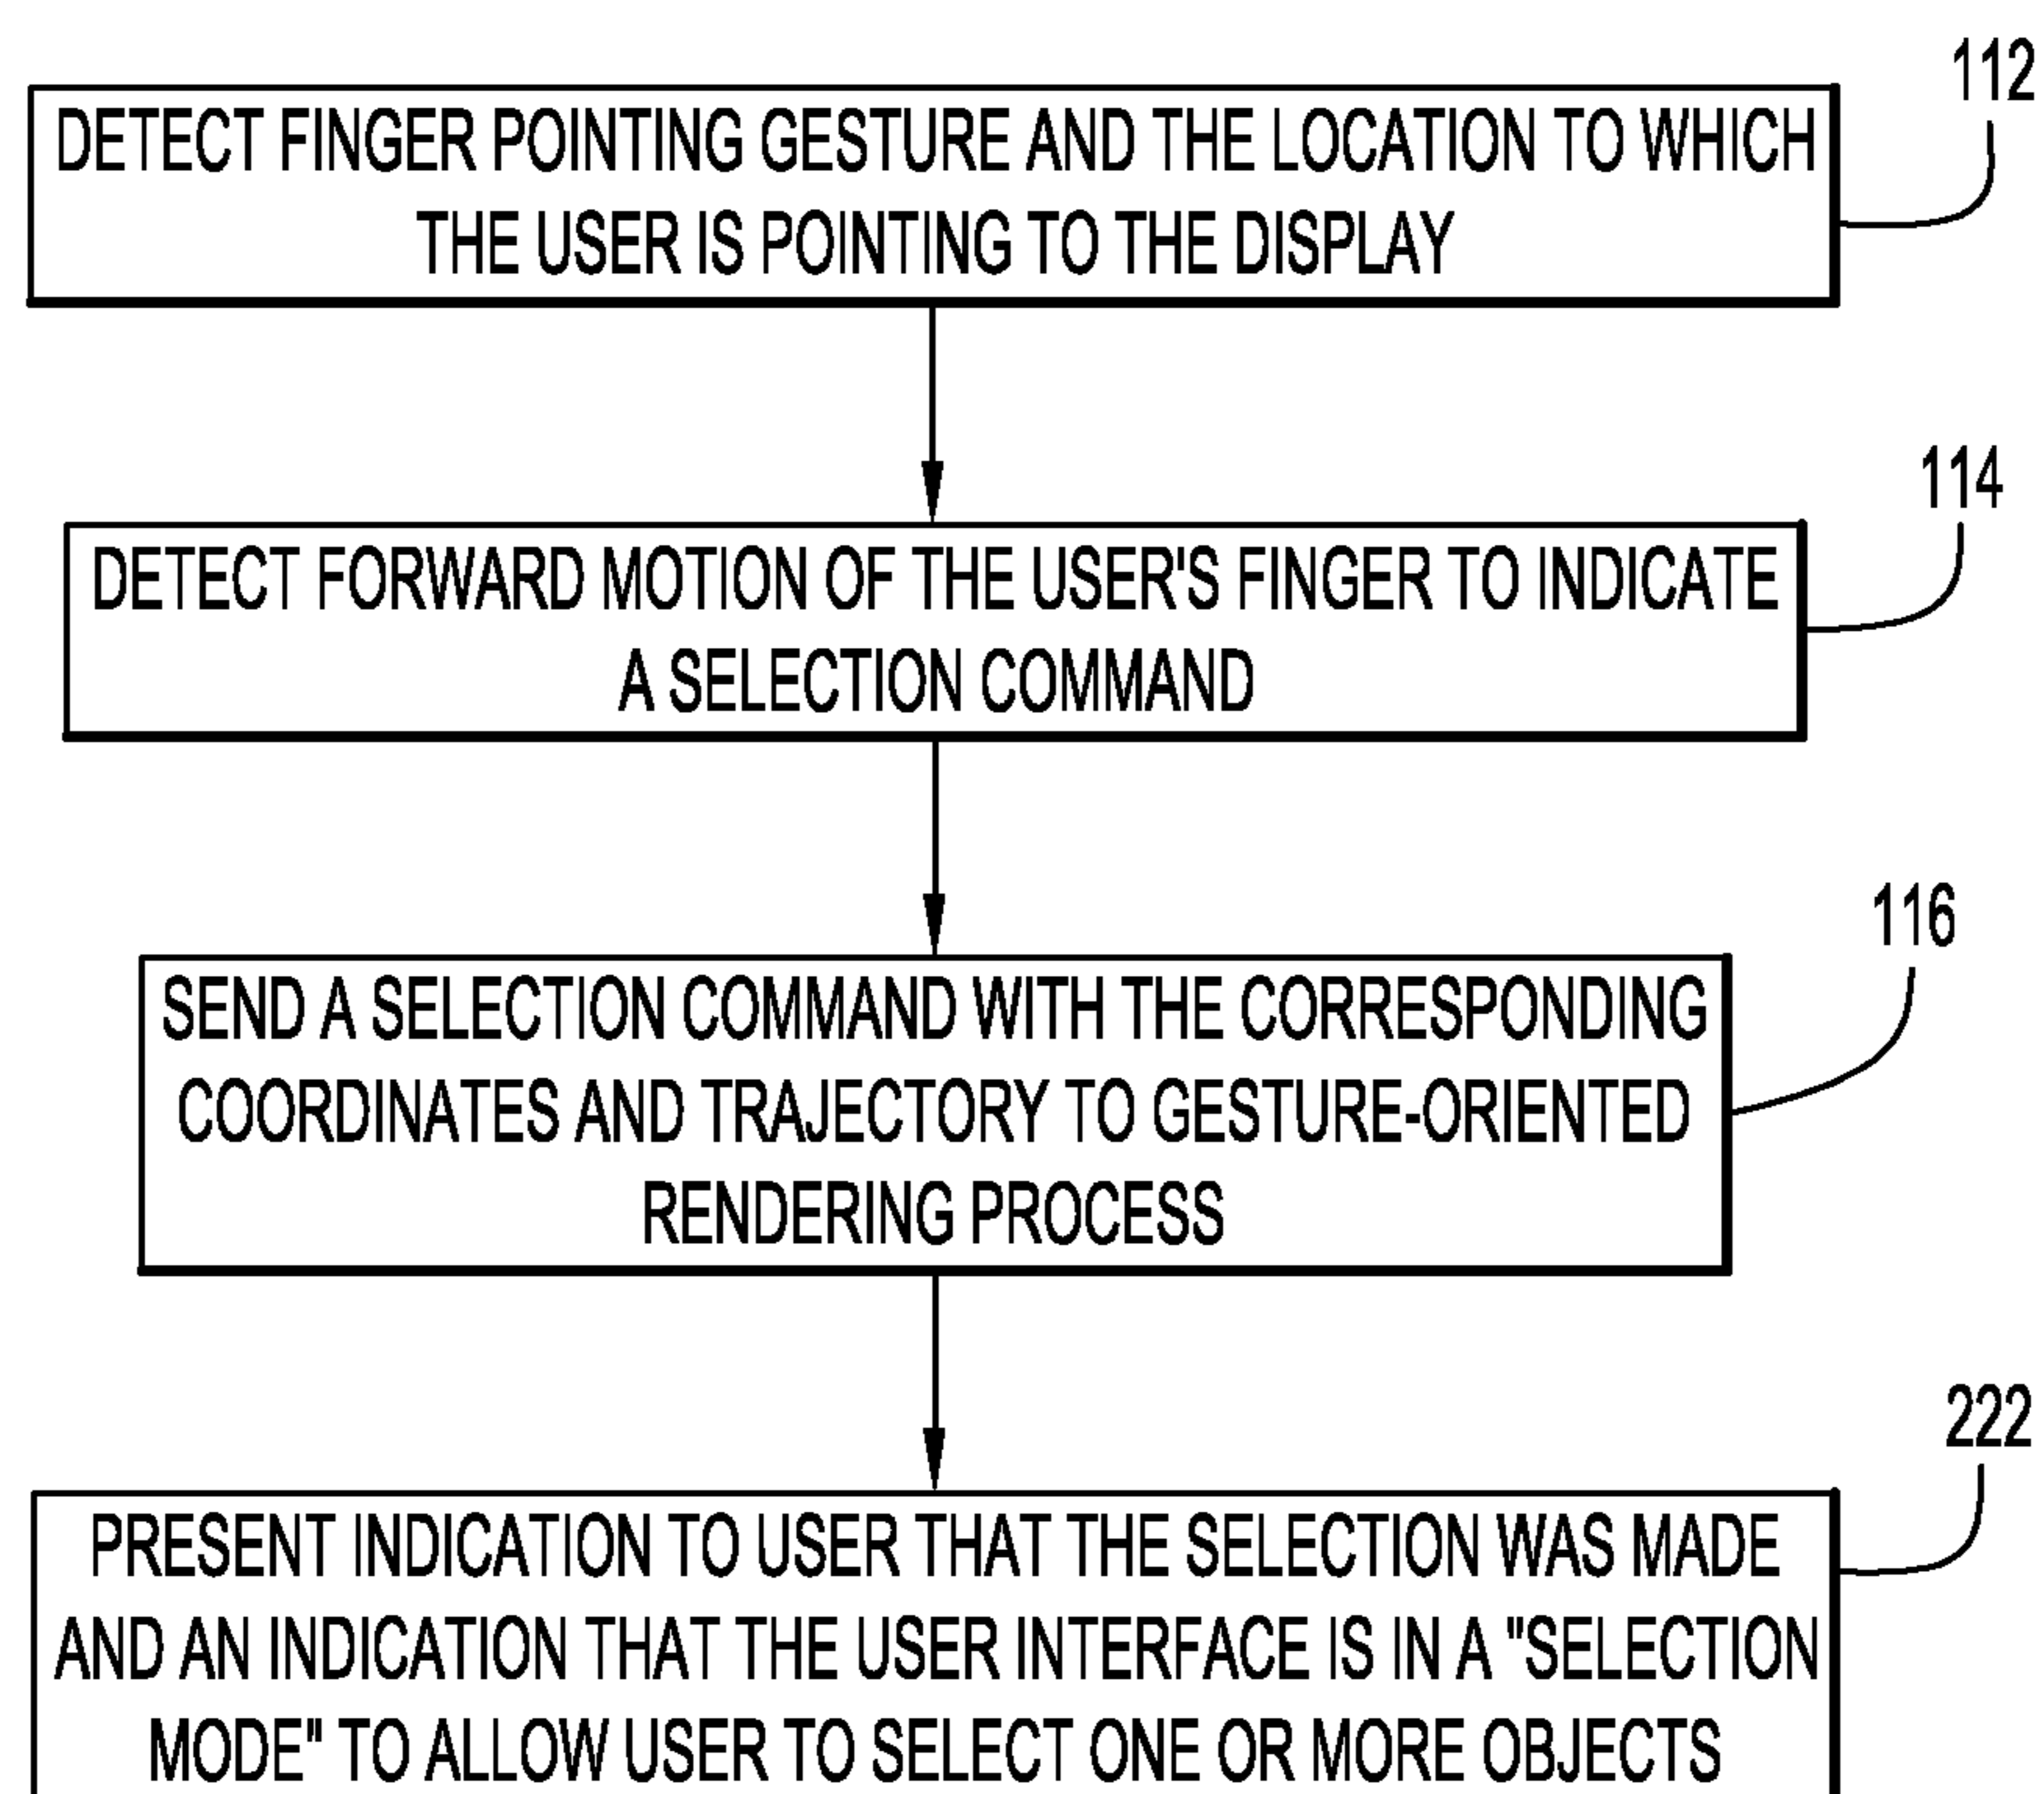 112
DETECT FINGER POINTING GESTURE AND THE LOCATION TO WHICH
THE USER IS POINTING TO THE DISPLAY
114
DETECT FORWARD MOTION OF THE USER'S FINGER TO INDICATE
A SELECTION COMMAND
116
SEND A SELECTION COMMAND WITH THE CORRESPONDING
COORDINATES AND TRAJECTORY TO GESTURE-ORIENTED
RENDERING PROCESS
222
PRESENT INDICATION TO USER THAT THE SELECTION WAS MADE
AND AN INDICATION THAT THE USER INTERFACE IS IN A "SELECTION
MODE" TO ALLOW USER TO SELECT ONE OR MORE OBJECTS